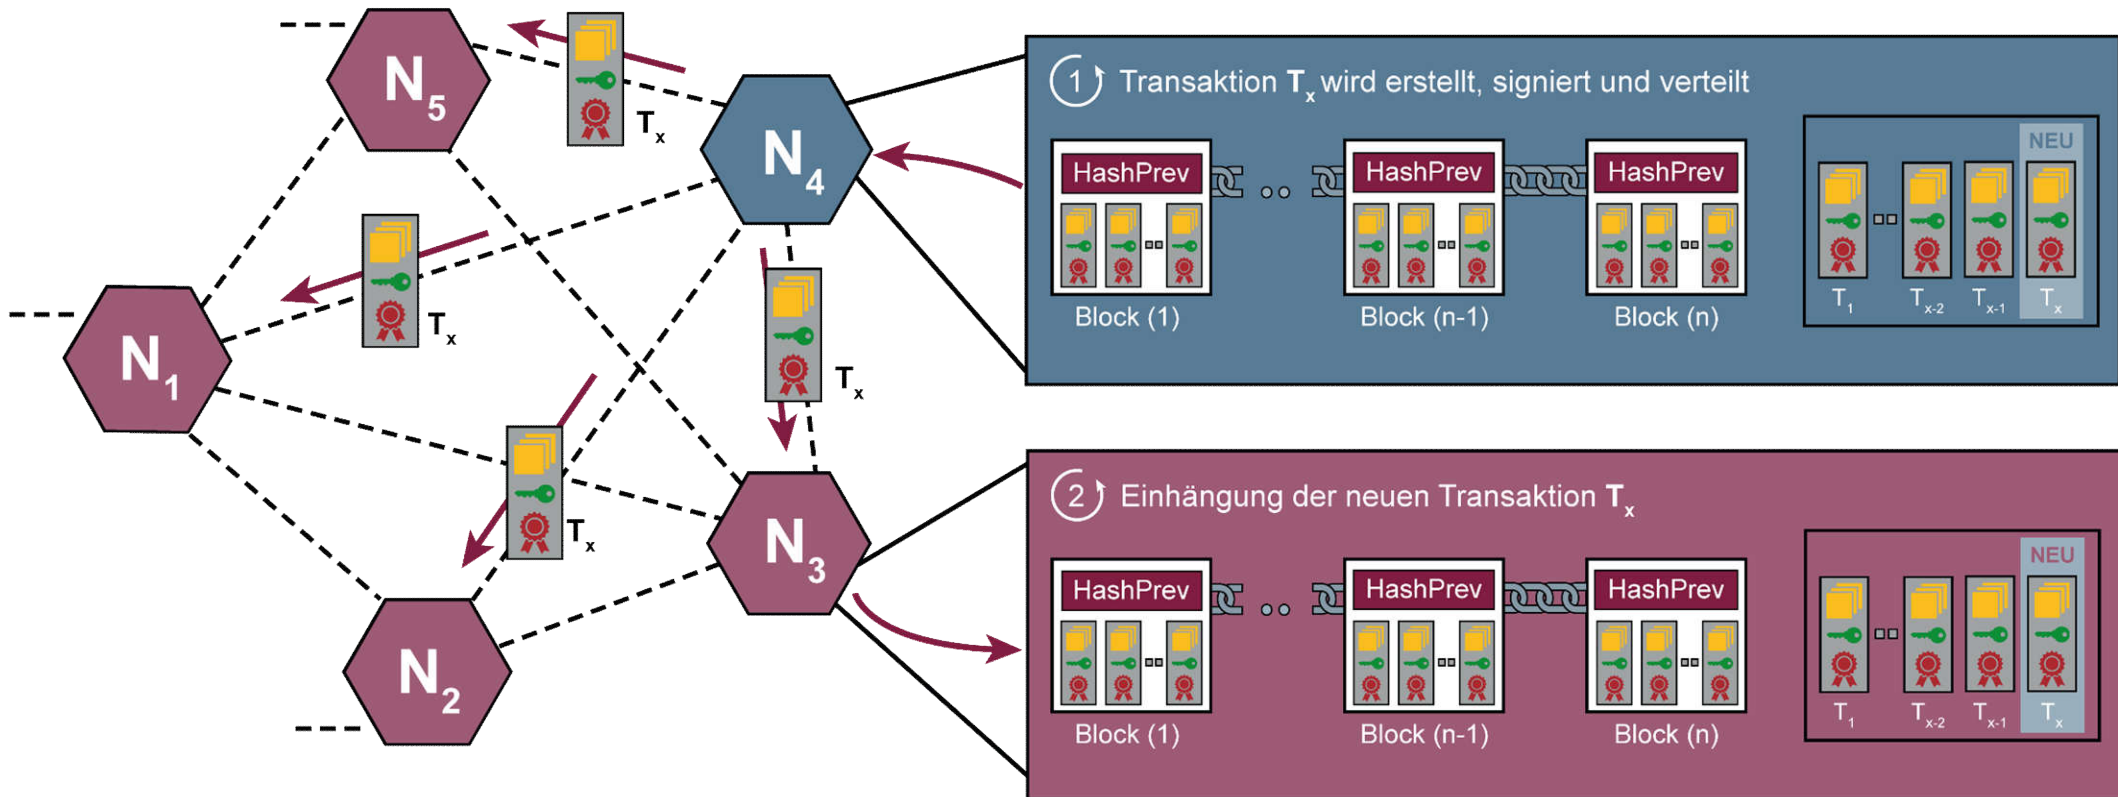 N5
Tx
N4
Tx
N1
Tx
Tx
N3
N2
1 Transaktion Tx wird erstellt, signiert und verteilt
HashPrev
HashPrev
HashPrev
Block (1)
Block (n-1)
Block (n)
NEU
T1
Tx-2
Tx-1
Tx
2 Einhängung der neuen Transaktion Tx
HashPrev
HashPrev
HashPrev
Block (1)
Block (n-1)
Block (n)
NEU
T1
Tx-2
Tx-1
Tx